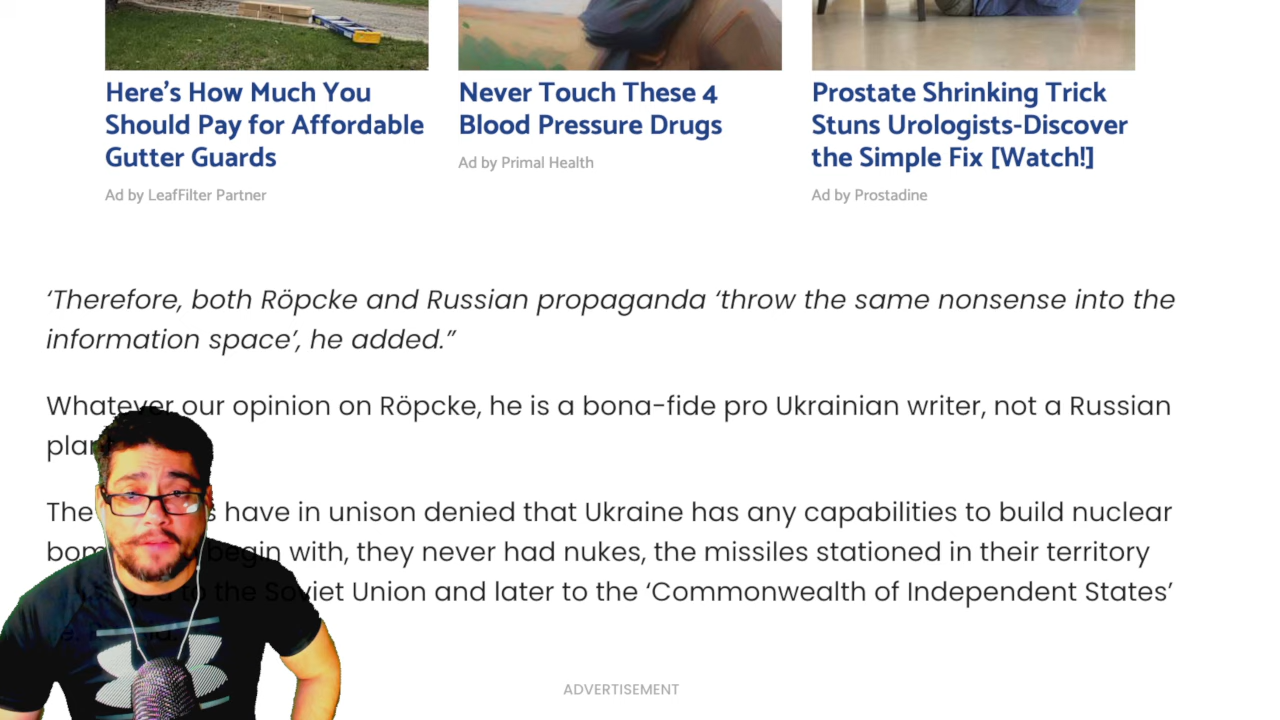 Here's How Much You
Should Pay for Affordable
Gutter Guards
Ad by LeafFilter Partner
Never Touch These 4
Blood Pressure Drugs
Ad by Primal Health
Prostate Shrinking Trick
Stuns Urologists-Discover
the Simple Fix [Watch!]
Ad by Prostadine
‘Therefore, both Röpcke and Russian propaganda ‘throw the same nonsense into the
information space’, he added.”
Whatever our opinion on Röpcke, he is a bona-fide pro Ukrainian writer, not a Russian
The have in unison denied that Ukraine has any capabilities to build nuclear
begin with, they never had nukes, the missiles stationed in their territory
to the Soviet Union and later to the ‘Commonwealth of Independent States’
ADVERTISEMENT